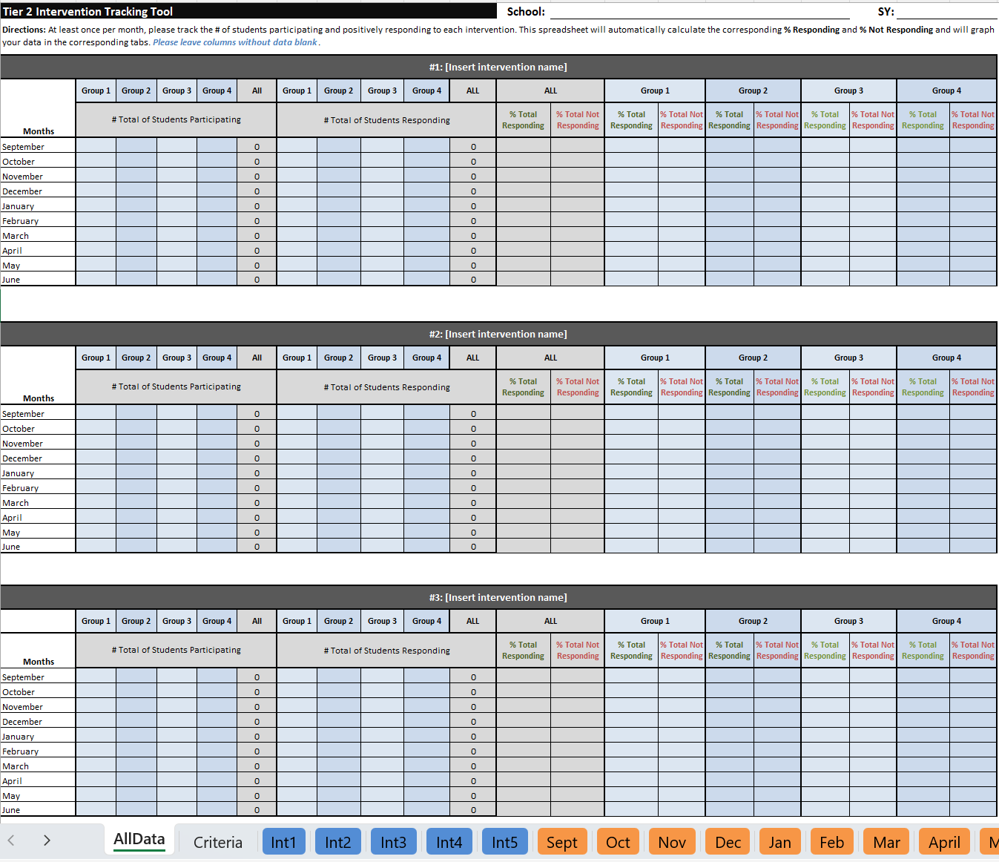 Tier 2 Intervention Tracking Tool School: SY:
Directions: At least once per month, please track the # of students participating and positively responding to each intervention. This spreadsheet will automatically calculate the corresponding % Responding and % Not Responding and will graph
your data in the corresponding tabs. Please leave columns without data blank.
#1: [Insert intervention name]
Group 1 Group 2 Group 3 Group 4 All Group 1 Group 2 Group 3 Group 4 ALL ALL Group 1 Group 2 Group 3 Group 4
Months # Total of Students Participating # Total of Students Responding % Total Responding % Total Not Responding % Total Responding % Total Not Responding % Total Responding % Total Not Responding % Total Responding % Total Not Responding % Total Responding % Total Not Responding
September 0 0
October 0 0
November 0 0
December 0 0
January 0 0
February 0 0
March 0 0
April 0 0
May 0 0
June 0 0
#2: [Insert intervention name]
Group 1 Group 2 Group 3 Group 4 All Group 1 Group 2 Group 3 Group 4 ALL ALL Group 1 Group 2 Group 3 Group 4
Months # Total of Students Participating # Total of Students Responding % Total Responding % Total Not Responding % Total Responding % Total Not Responding % Total Responding % Total Not Responding % Total Responding % Total Not Responding % Total Responding % Total Not Responding
September 0 0
October 0 0
November 0 0
December 0 0
January 0 0
February 0 0
March 0 0
April 0 0
May 0 0
June 0 0
#3: [Insert intervention name]
Group 1 Group 2 Group 3 Group 4 All Group 1 Group 2 Group 3 Group 4 ALL ALL Group 1 Group 2 Group 3 Group 4
Months # Total of Students Participating # Total of Students Responding % Total Responding % Total Not Responding % Total Responding % Total Not Responding % Total Responding % Total Not Responding % Total Responding % Total Not Responding % Total Responding % Total Not Responding
September 0 0
October 0 0
November 0 0
December 0 0
January 0 0
February 0 0
March 0 0
April 0 0
May 0 0
June 0 0
AllData Criteria Int1 Int2 Int3 Int4 Int5 Sept Oct Nov Dec Jan Feb Mar April